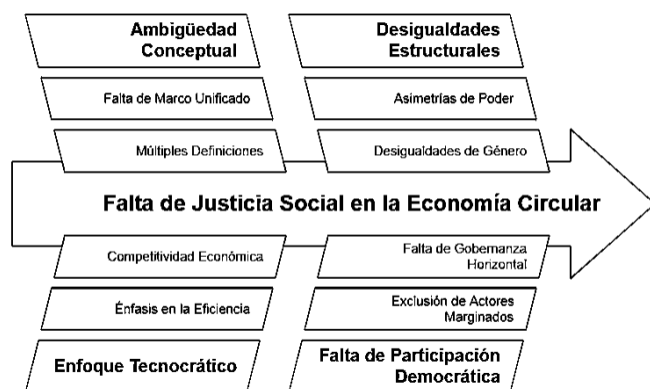 Ambigüedad
Conceptual
Desigualdades
Estructurales
Falta de Marco Unificado
Asimetrías de Poder
Múltiples Definiciones
Desigualdades de Género
Falta de Justicia Social en la Economía Circular
Competitividad Económica
Falta de Gobernanza
Horizontal
Énfasis en la Eficiencia
Exclusión de Actores
Marginados
Enfoque Tecnocrático
Falta de Participación
Democrática